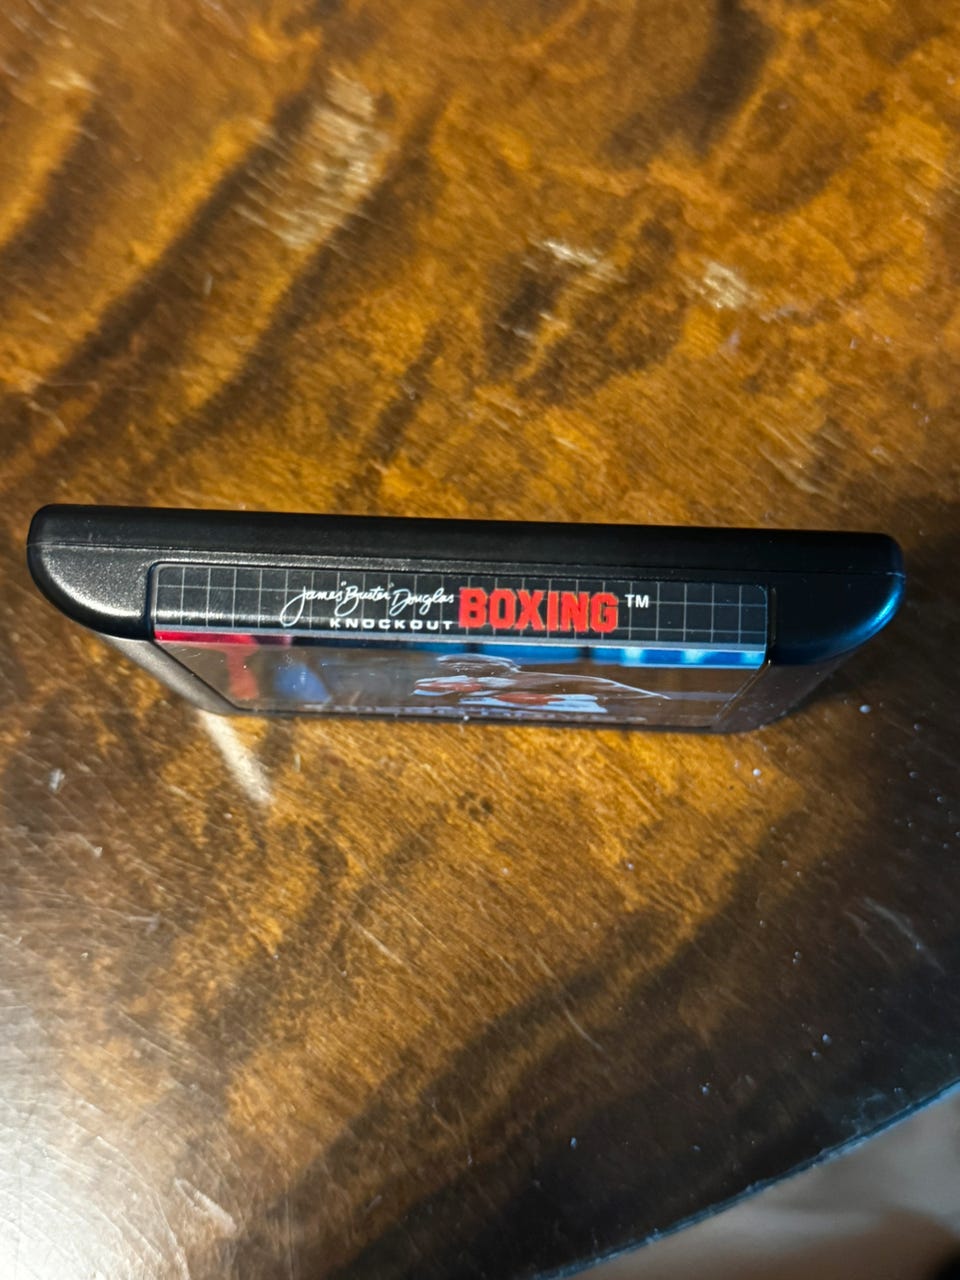 James "Buster" Douglas
KNOCKOUT BOXING™